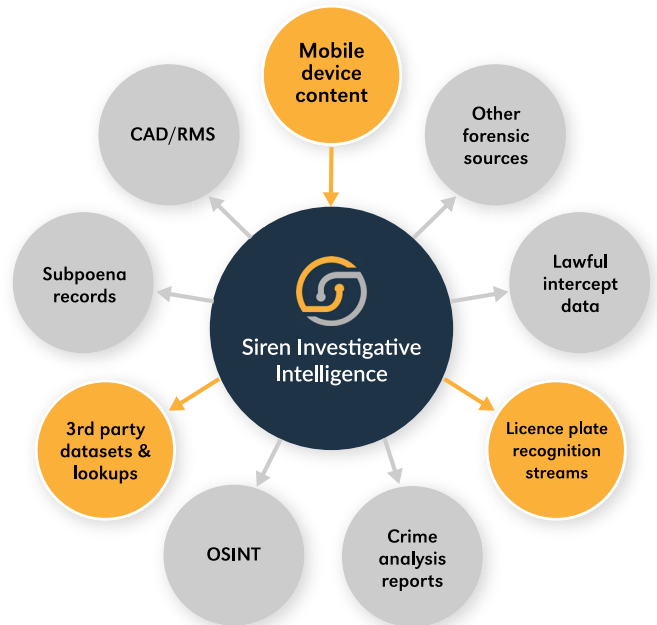 Mobile
device
content
CAD/RMS
Other
forensic
sources
Subpoena
records
Lawful
intercept
data
Siren Investigative
Intelligence
3rd party
datasets &
lookups
Licence plate
recognition
streams
OSINT
Crime
analysis
reports